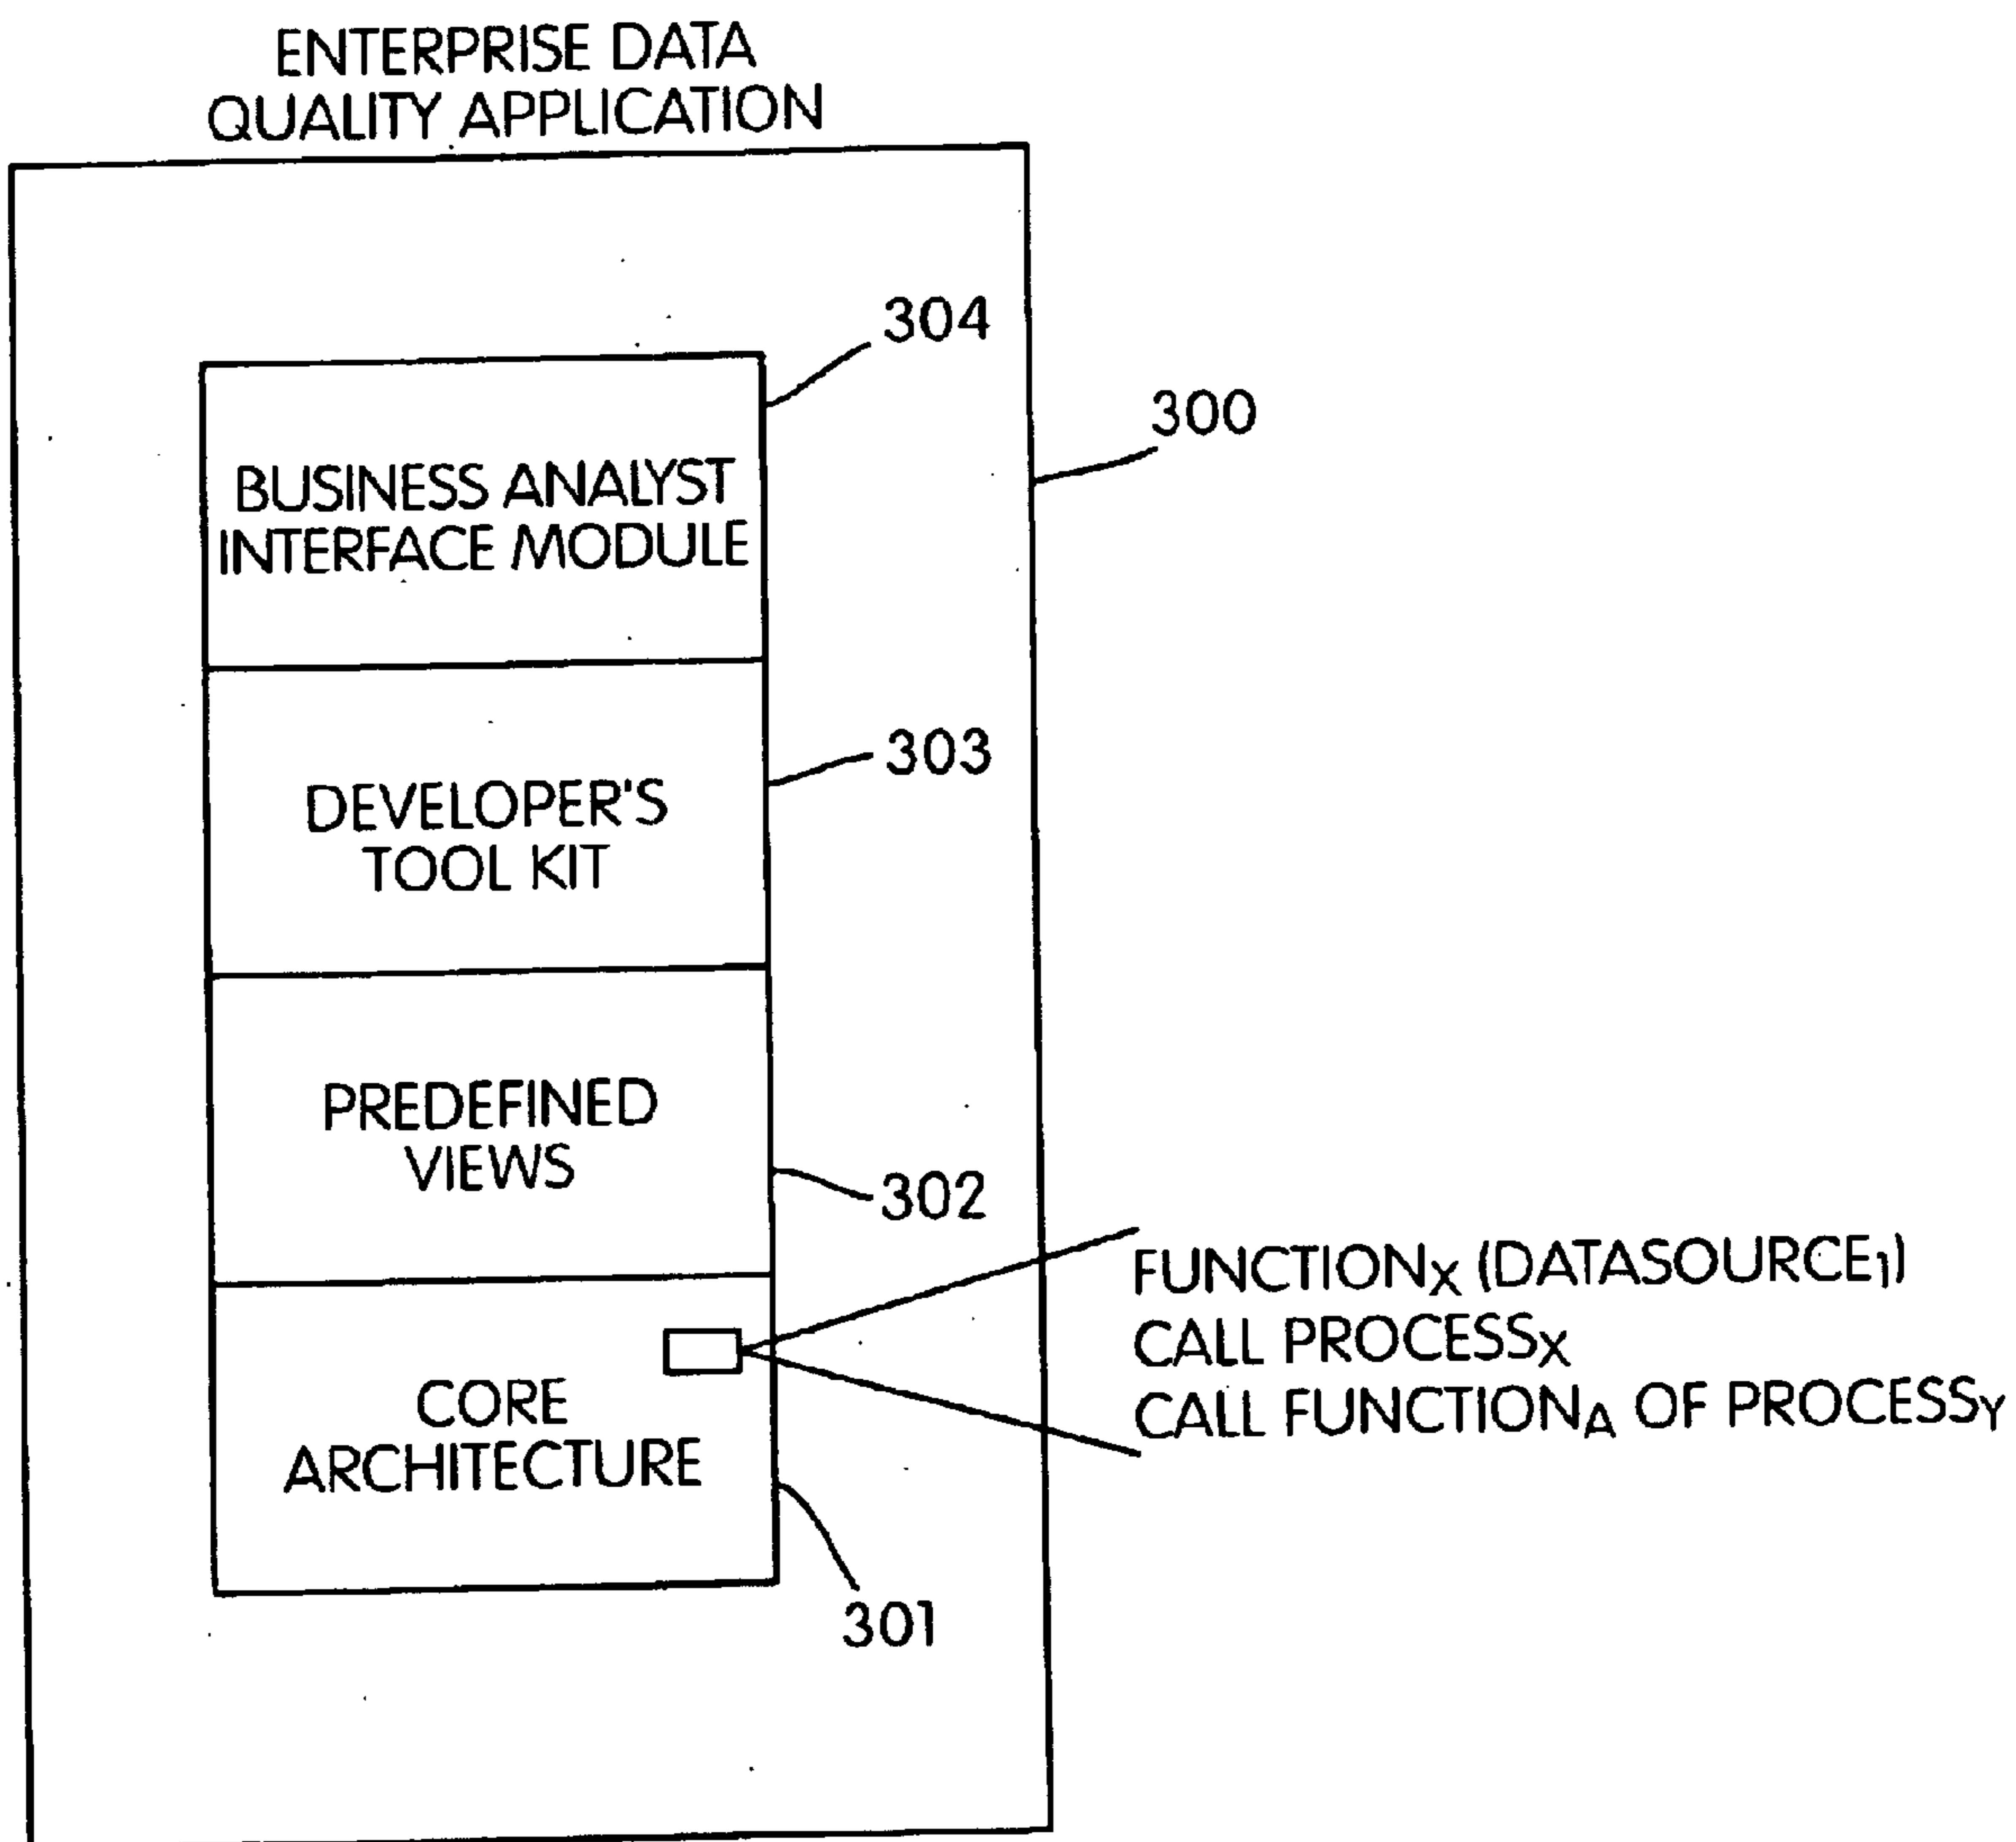 ENTERPRISE DATA
QUALITY APPLICATION
304
300
BUSINESS ANALYST
INTERFACE MODULE
303
DEVELOPER'S
TOOL KIT
PREDEFINED
VIEWS
302
FUNCTIONX (DATASOURCE1)
CALL PROCESSX
CALL FUNCTIONA OF PROCESSY
CORE
ARCHITECTURE
301